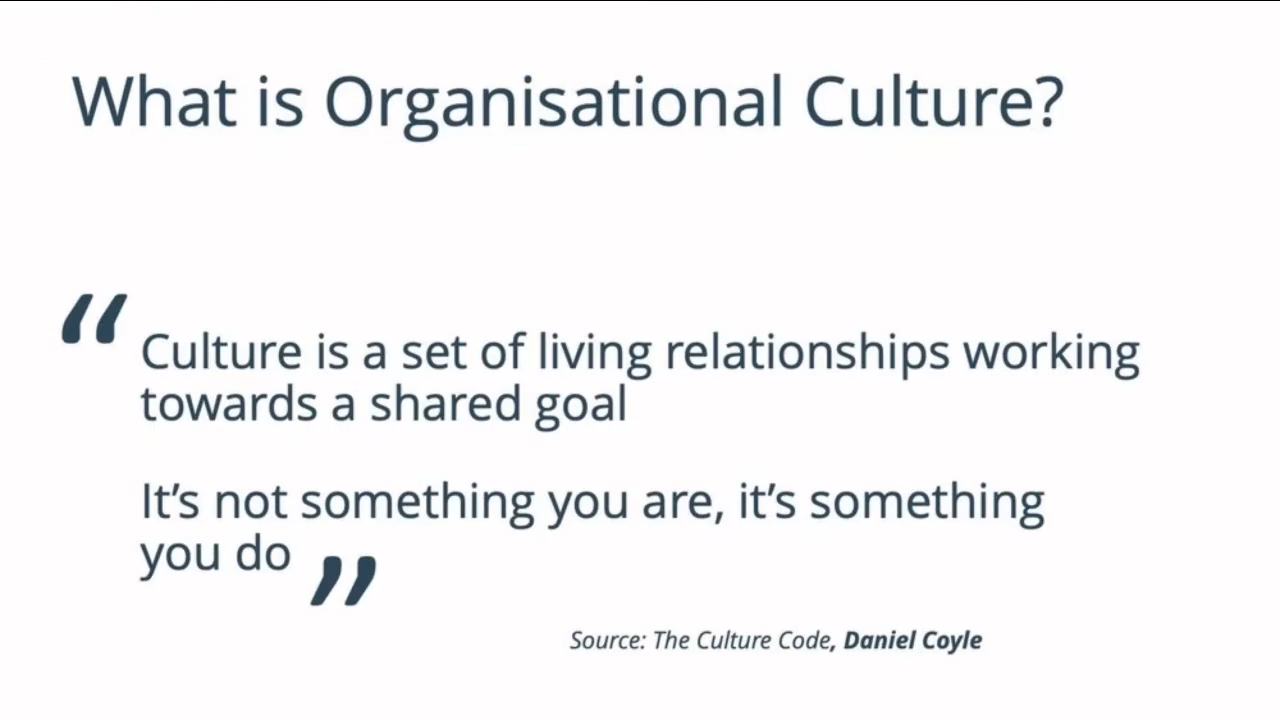 What is Organisational Culture?
“Culture is a set of living relationships working
towards a shared goal
It’s not something you are, it’s something
you do”
Source: The Culture Code, Daniel Coyle